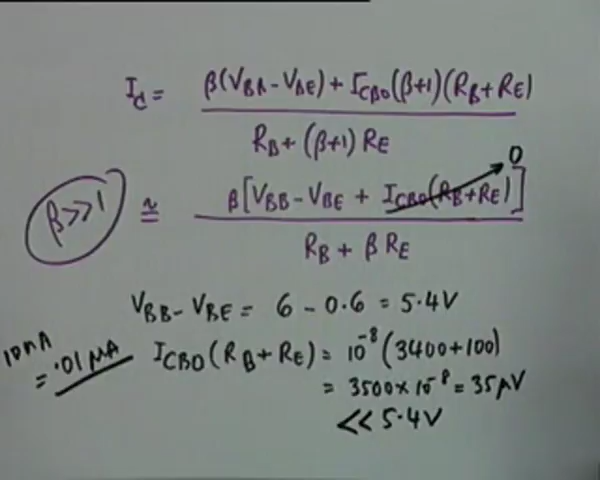 I_C = β(V_BB - V_BE) + I_CBO(β+1)(R_B+R_E)
R_B + (β+1) R_E
0
β>>1 ≅ β[V_BB - V_BE + I_CBO(R_B+R_E)]
R_B + β R_E
V_BB - V_BE = 6 - 0.6 = 5.4V
10nA
= .01μA
I_CBO(R_B+R_E) = 10^-8 (3400+100)
= 3500 × 10^-8 = 35μV
<< 5.4V